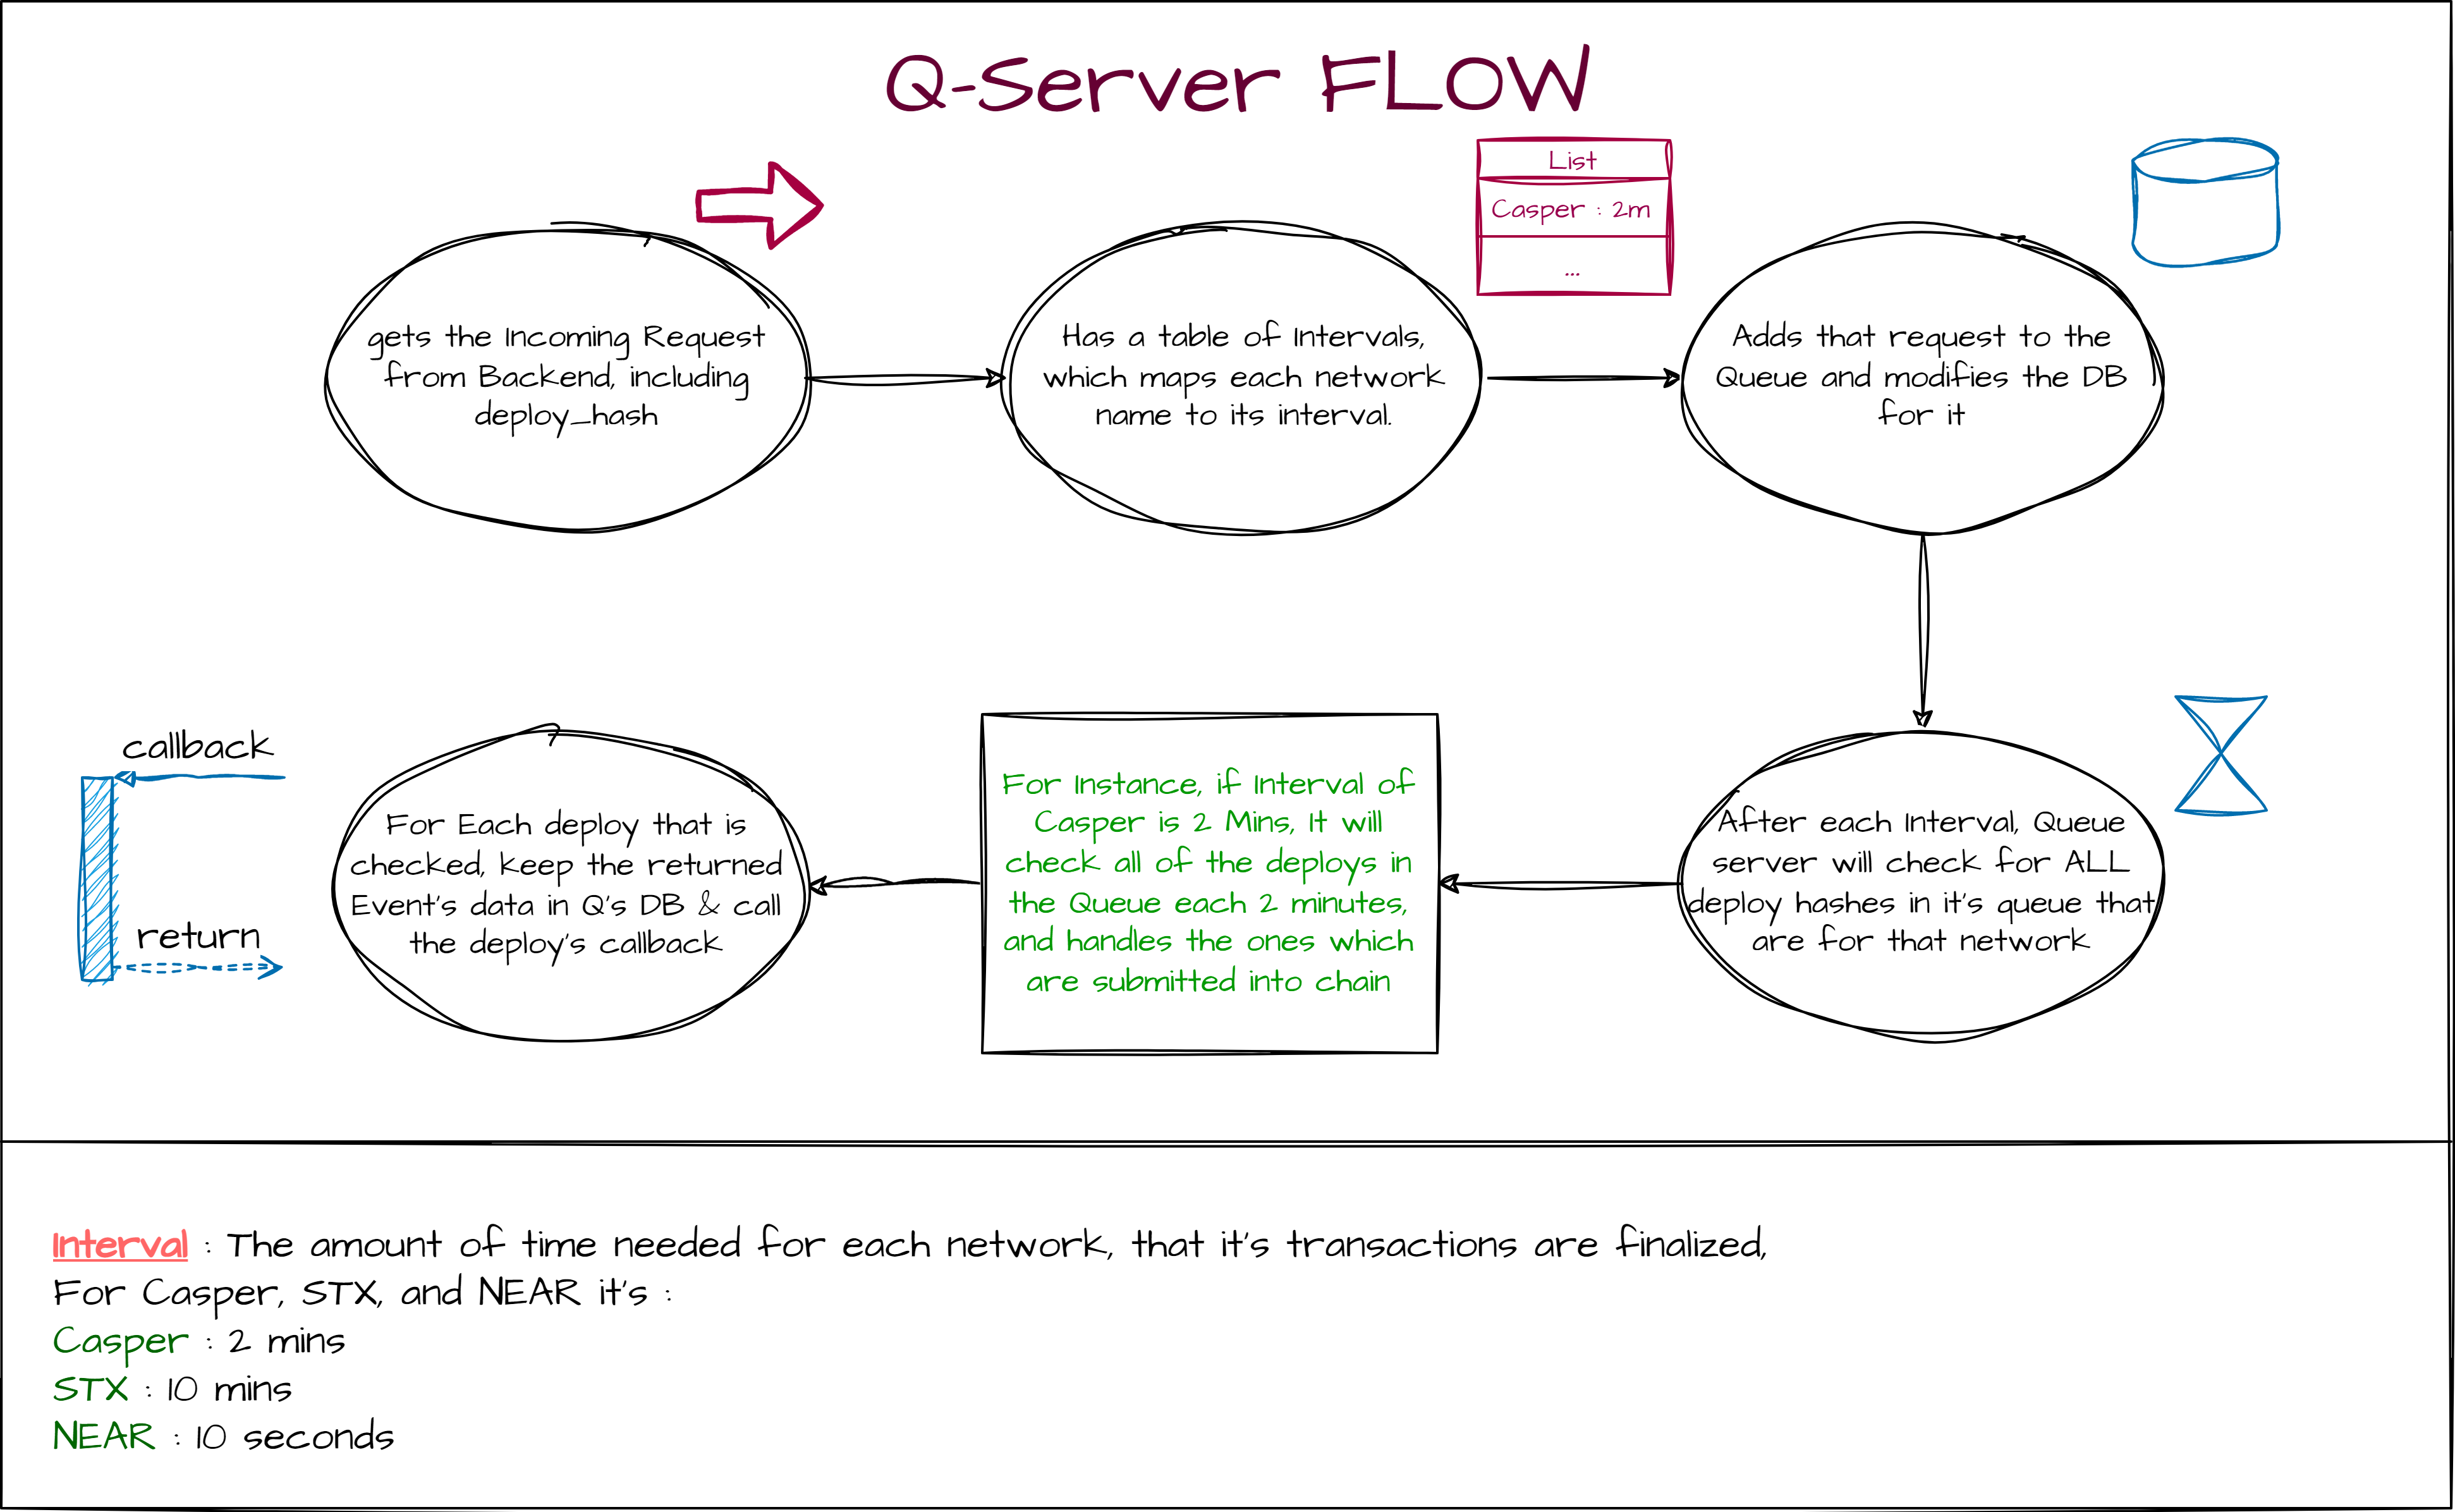 Q-Server FLOW
List
Casper : 2m
...
gets the Incoming Request
from Backend, including
deploy_hash
Has a table of Intervals,
which maps each network
name to its interval.
Adds that request to the
Queue and modifies the DB
for it
callback
return
For Each deploy that is
checked, keep the returned
Event's data in Q's DB & call
the deploy's callback
For Instance, if Interval of
Casper is 2 Mins, It will
check all of the deploys in
the Queue each 2 minutes,
and handles the ones which
are submitted into chain
After each Interval, Queue
server will check for ALL
deploy hashes in it's queue that
are for that network
Interval : The amount of time needed for each network, that it's transactions are finalized,
For Casper, STX, and NEAR it's :
Casper : 2 mins
STX : 10 mins
NEAR : 10 seconds